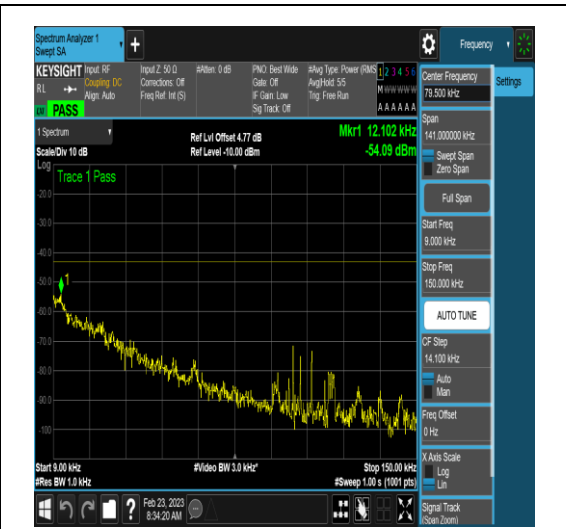 Spectrum Analyzer 1
Swept SA
+
Frequency
KEYSIGHT
RL
PASS
Input: RF
Coupling: DC
Align: Auto
Input Z: 50 Ω
Corrections: Off
Freq Ref: Int (S)
#Atten: 0 dB
PNO: Best Wide
Gate: Off
IF Gain: Low
Sig Track: Off
#Avg Type: Power (RMS
Avg|Hold: 5/5
Trig: Free Run
1 2 3 4 5 6
M W W W W W
A A A A A A
1 Spectrum
Scale/Div 10 dB
Ref Lvl Offset 4.77 dB
Ref Level -10.00 dBm
Mkr1 12.102 kHz
-54.09 dBm
Log
Trace 1 Pass
-20.0
-30.0
-40.0
-50.0
-60.0
-70.0
-80.0
-90.0
-100
1
Start 9.00 kHz
#Res BW 1.0 kHz
#Video BW 3.0 kHz*
Stop 150.00 kHz
#Sweep 1.00 s (1001 pts)
Center Frequency
79.500 kHz
Settings
Span
141.000000 kHz
Swept Span
Zero Span
Full Span
Start Freq
9.000 kHz
Stop Freq
150.000 kHz
AUTO TUNE
CF Step
14.100 kHz
Auto
Man
Freq Offset
0 Hz
X Axis Scale
Log
Lin
Signal Track
(Span Zoom)
?
Feb 23, 2023
8:34:20 AM